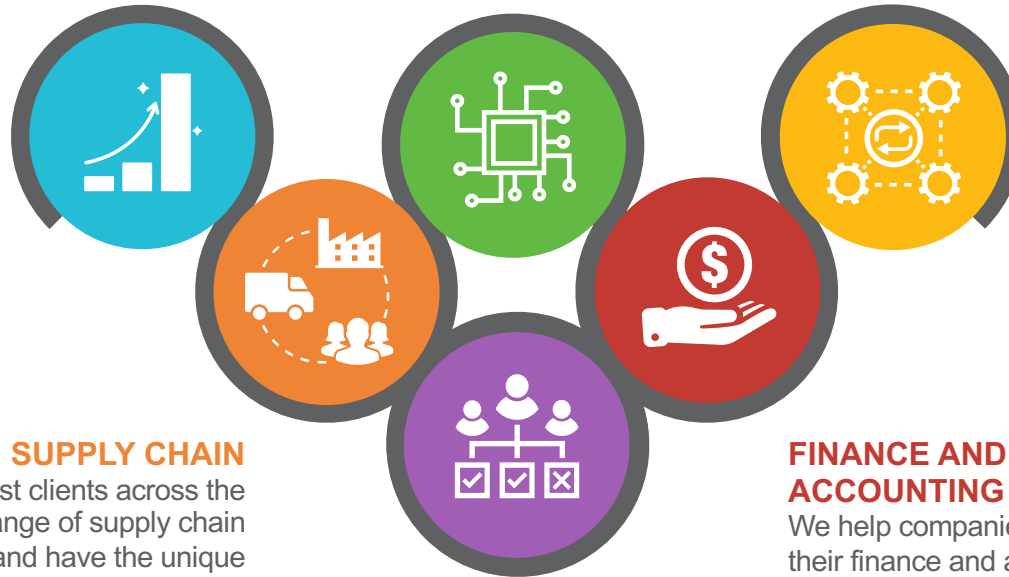 SUPPLY CHAIN
st clients across the
ange of supply chain
and have the unique
FINANCE AND
ACCOUNTING
We help companie
their finance and a
$